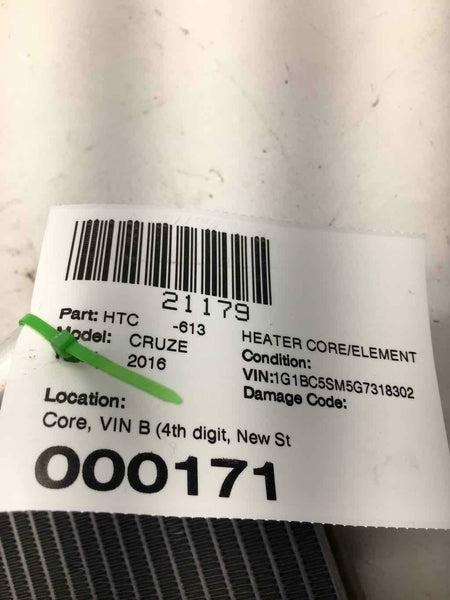 21179
Part: HTC -613
HEATER CORE/ELEMENT
Model: CRUZE
Condition:
2016
VIN:1G1BC5SM5G7318302
Damage Code:
Location:
Core, VIN B (4th digit, New St
000171